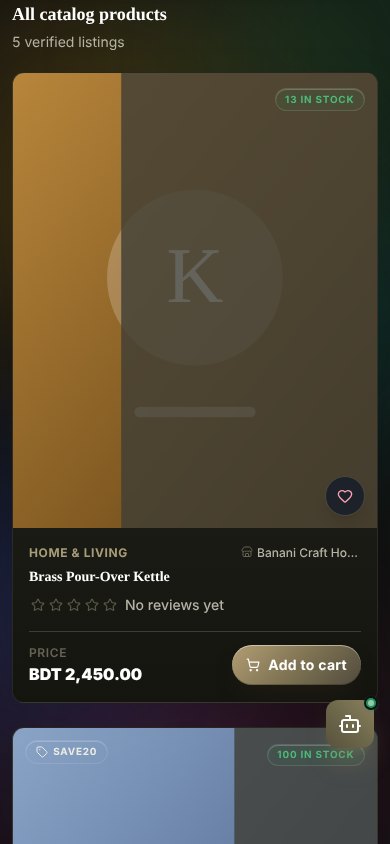 All catalog products
5 verified listings
13 IN STOCK
K
HOME & LIVING
Banani Craft Ho...
Brass Pour-Over Kettle
No reviews yet
PRICE
BDT 2,450.00
Add to cart
SAVE20
100 IN STOCK